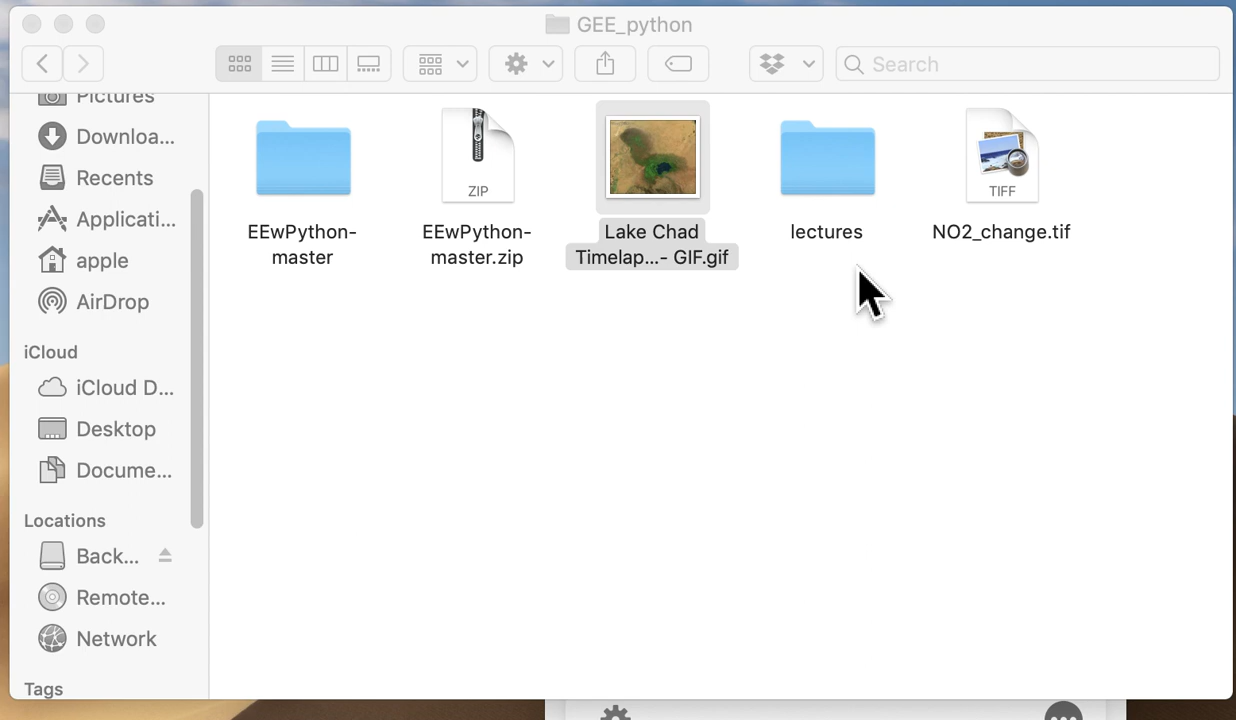 GEE_python
Search
Pictures
Downloa...
Recents
Applicati...
apple
AirDrop
iCloud
iCloud D...
Desktop
Docume...
Locations
Back...
Remote...
Network
Tags
ZIP
TIFF
EEwPython-
master
EEwPython-
master.zip
Lake Chad
Timelap...- GIF.gif
lectures
NO2_change.tif